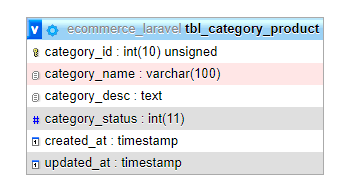 v ecommerce_laravel tbl_category_product
category_id : int(10) unsigned
category_name : varchar(100)
category_desc : text
# category_status : int(11)
created_at : timestamp
updated_at : timestamp